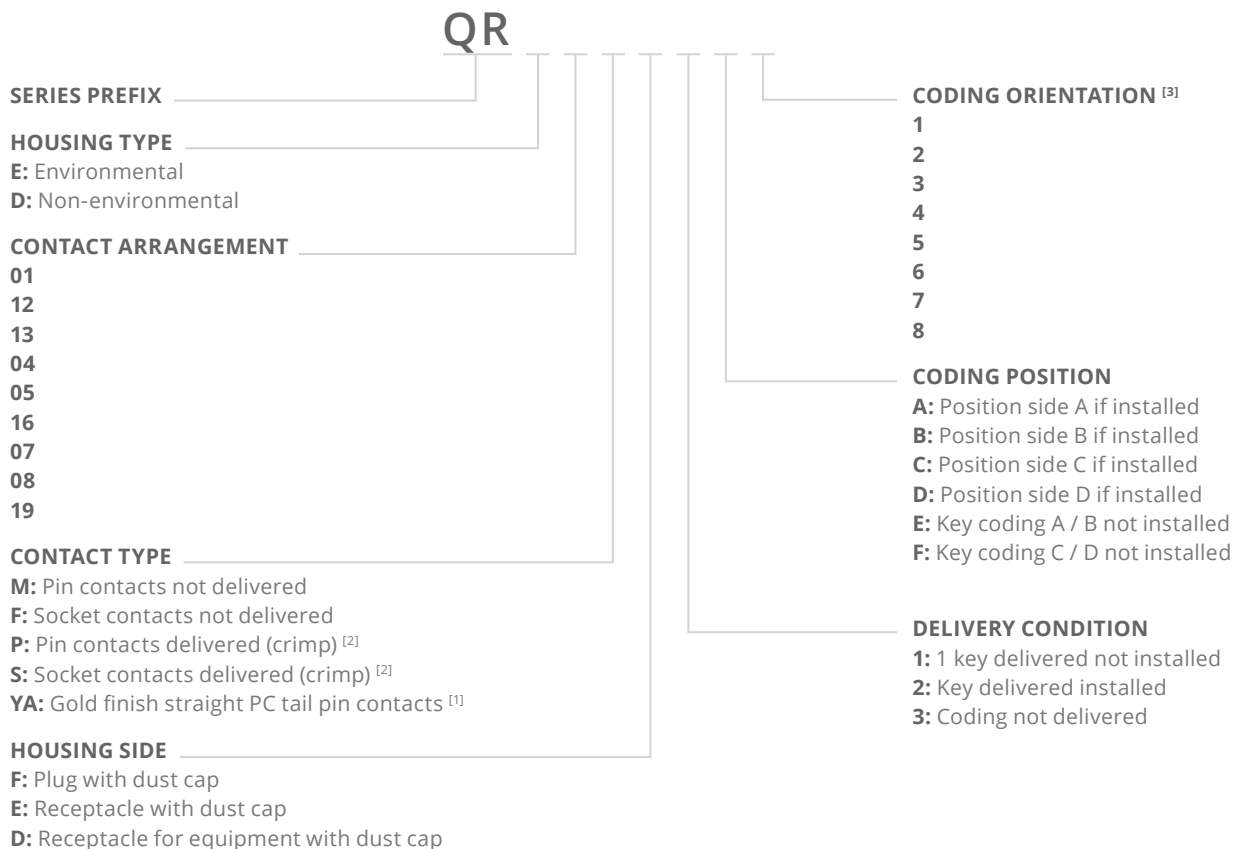 QR
SERIES PREFIX
HOUSING TYPE
E: Environmental
D: Non-environmental
CONTACT ARRANGEMENT
01
12
13
04
05
16
07
08
19
CONTACT TYPE
M: Pin contacts not delivered
F: Socket contacts not delivered
P: Pin contacts delivered (crimp) [2]
S: Socket contacts delivered (crimp) [2]
YA: Gold finish straight PC tail pin contacts [1]
HOUSING SIDE
F: Plug with dust cap
E: Receptacle with dust cap
D: Receptacle for equipment with dust cap
CODING ORIENTATION [3]
1
2
3
4
5
6
7
8
CODING POSITION
A: Position side A if installed
B: Position side B if installed
C: Position side C if installed
D: Position side D if installed
E: Key coding A / B not installed
F: Key coding C / D not installed
DELIVERY CONDITION
1: 1 key delivered not installed
2: Key delivered installed
3: Coding not delivered